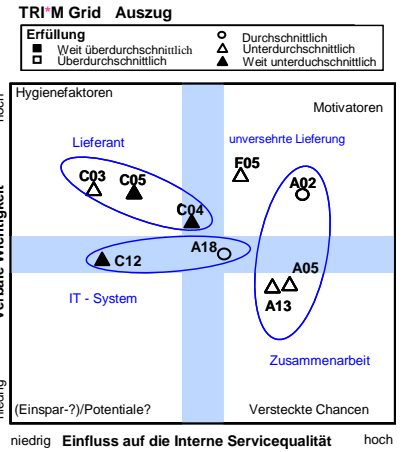 TRI*M Grid Auszug
Erfüllung
Weit überdurchschnittlich
Überdurchschnittlich
Durchschnittlich
Unterdurchschnittlich
Weit unterduchschnittlich
hoch
Hygienefaktoren
Motivatoren
Lieferant
unversehrte Lieferung
C03
C05
F05
A02
C04
Verbale Wichtigkeit
A18
C12
A05
IT - System
A13
Zusammenarbeit
niedrig
(Einspar-?)/Potentiale?
Versteckte Chancen
niedrig Einfluss auf die Interne Servicequalität hoch